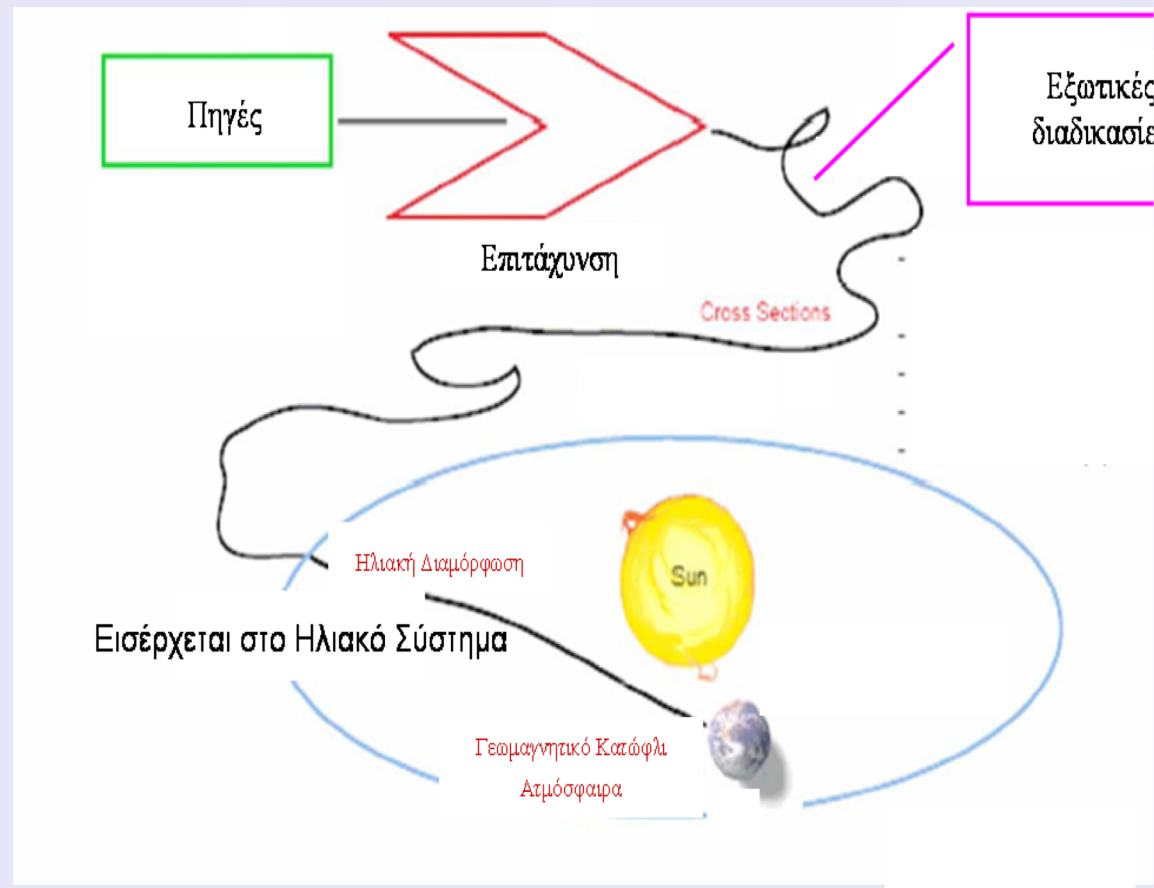 Πηγές
Εξωτικές
διαδικασίε
Επιτάχυνση
Cross Sections
Sun
Ηλιακή Διαμόρφωση
Εισέρχεται στο Ηλιακό Σύστημα
Γεωμαγνητικό Κατώφλι
Ατμόσφαιρα